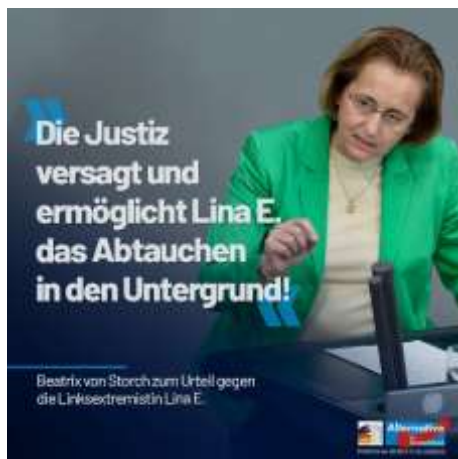 »
Die Justiz
versagt und
ermöglicht Lina E.
das Abtauchen
in den Untergrund!
«
Beatrix von Storch zum Urteil gegen
die Linksextremistin Lina E.
Alternative